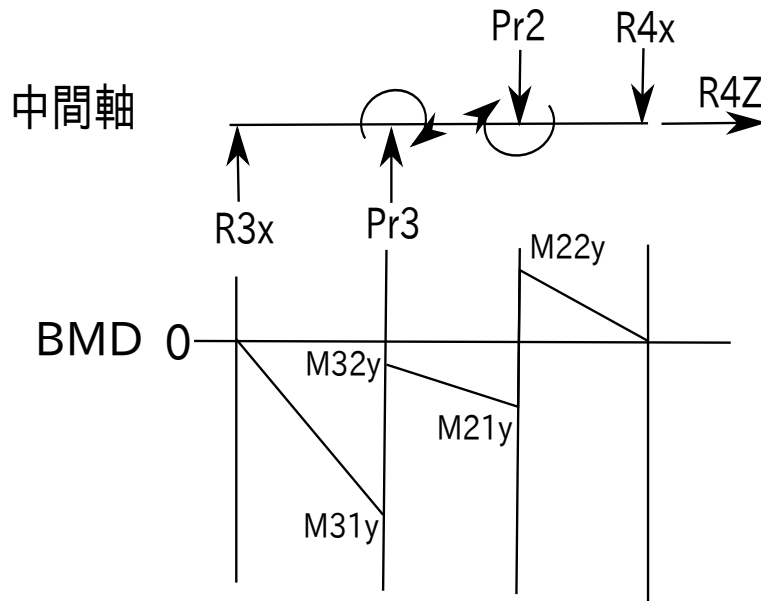 Pr2
R4x
中間軸
R4Z
R3x
Pr3
M22y
BMD 0
M32y
M21y
M31y